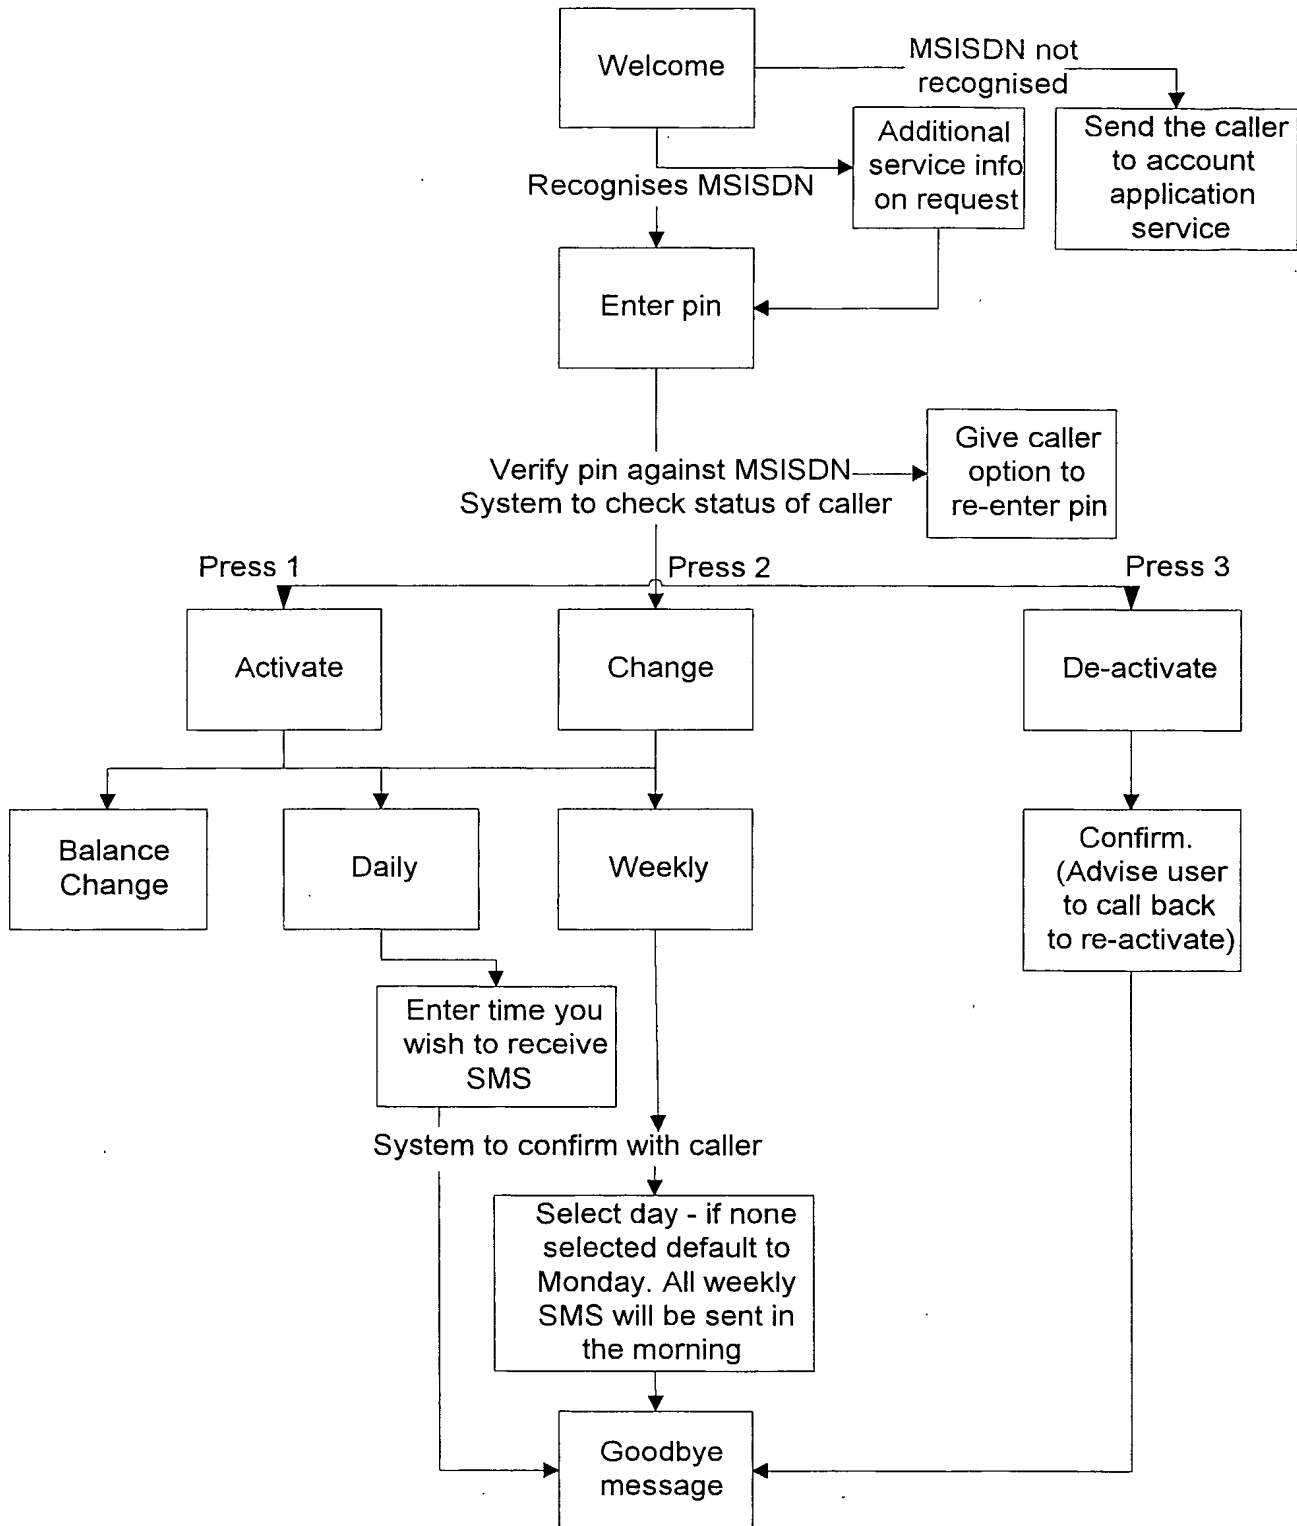 Welcome
MSISDN not
recognised
Additional
service info
on request
Send the caller
to account
application
service
Recognises MSISDN
Enter pin
Verify pin against MSISDN
System to check status of caller
Give caller
option to
re-enter pin
Press 1
Press 2
Press 3
Activate
Change
De-activate
Balance
Change
Daily
Weekly
Confirm.
(Advise user
to call back
to re-activate)
Enter time you
wish to receive
SMS
System to confirm with caller
Select day - if none
selected default to
Monday. All weekly
SMS will be sent in
the morning
Goodbye
message